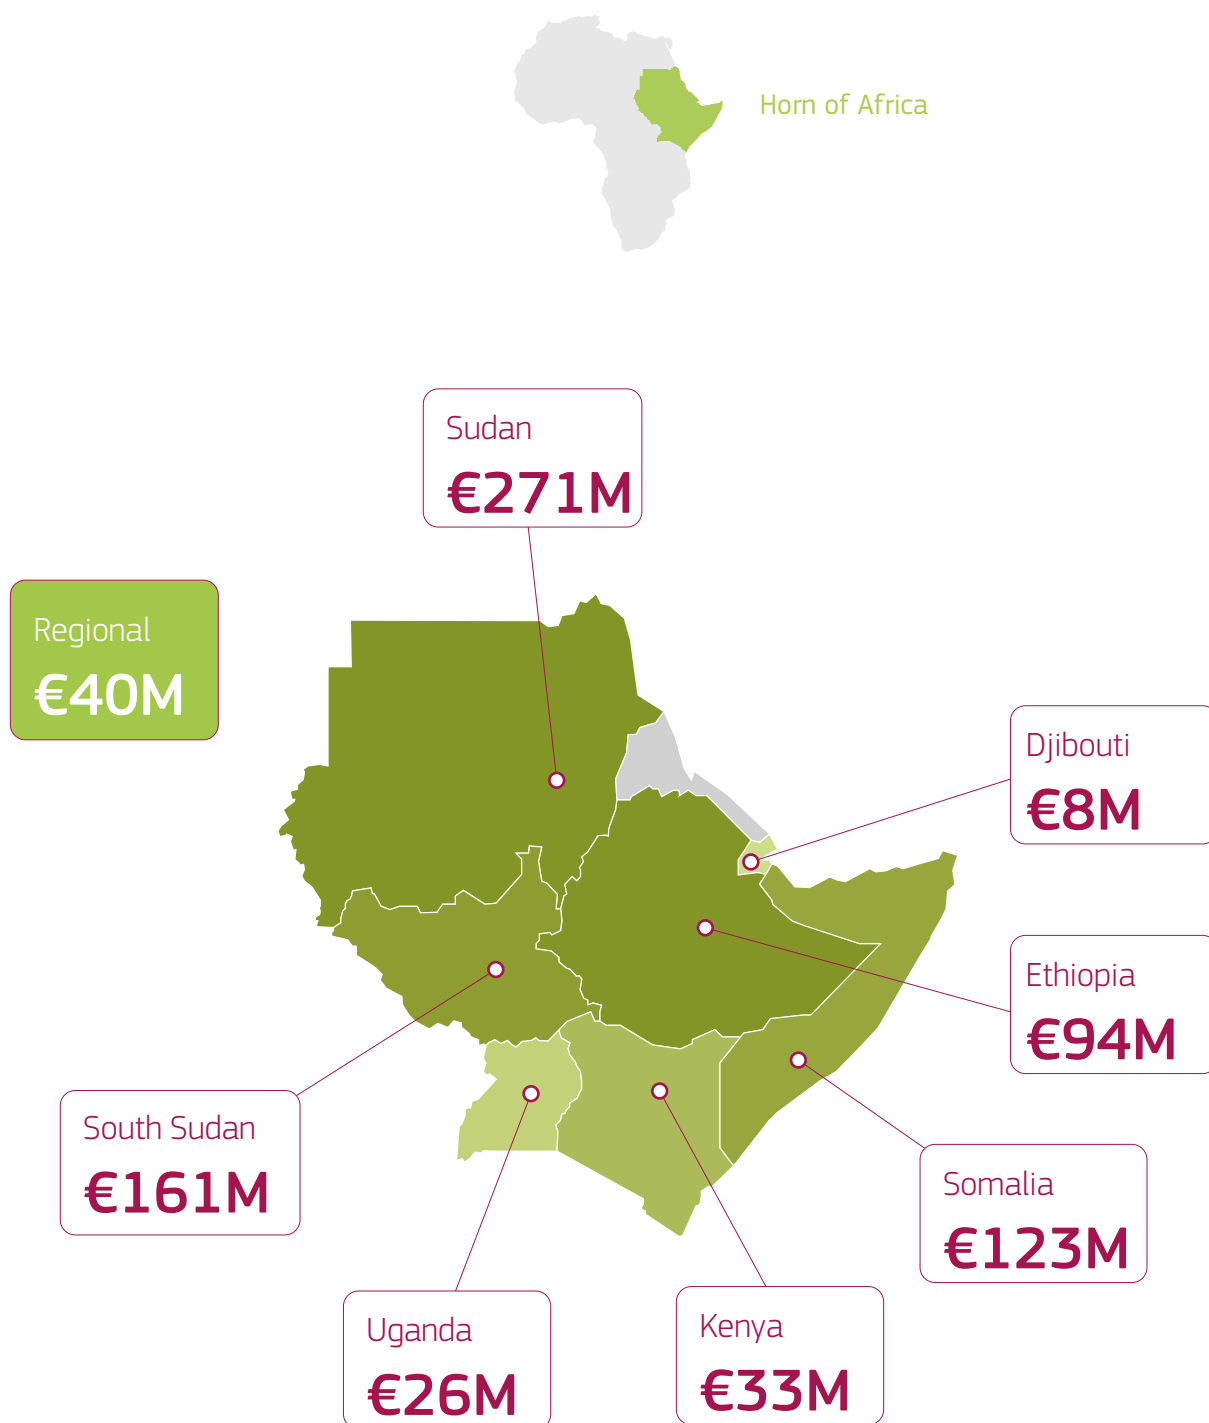 Horn of Africa
Sudan
€271M
Regional
€40M
Djibouti
€8M
Ethiopia
€94M
South Sudan
€161M
Somalia
€123M
Uganda
€26M
Kenya
€33M